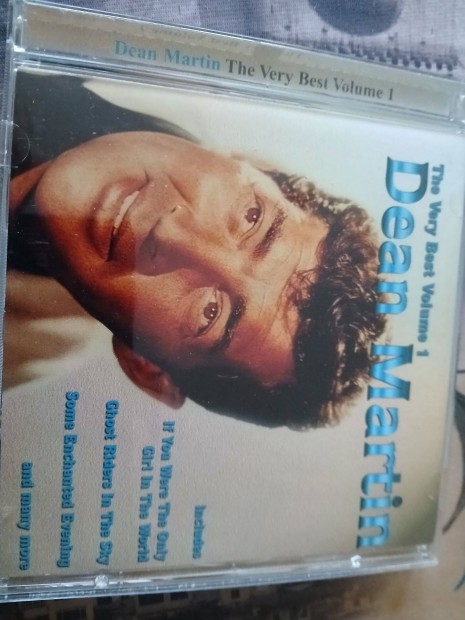 Dean Martin The Very Best Volume 1
The Very Best Volume 1
Dean Martin
Includes
If You Were The Only
Girl In The World
Ghost Riders In The Sky
Some Enchanted Evening
and many more